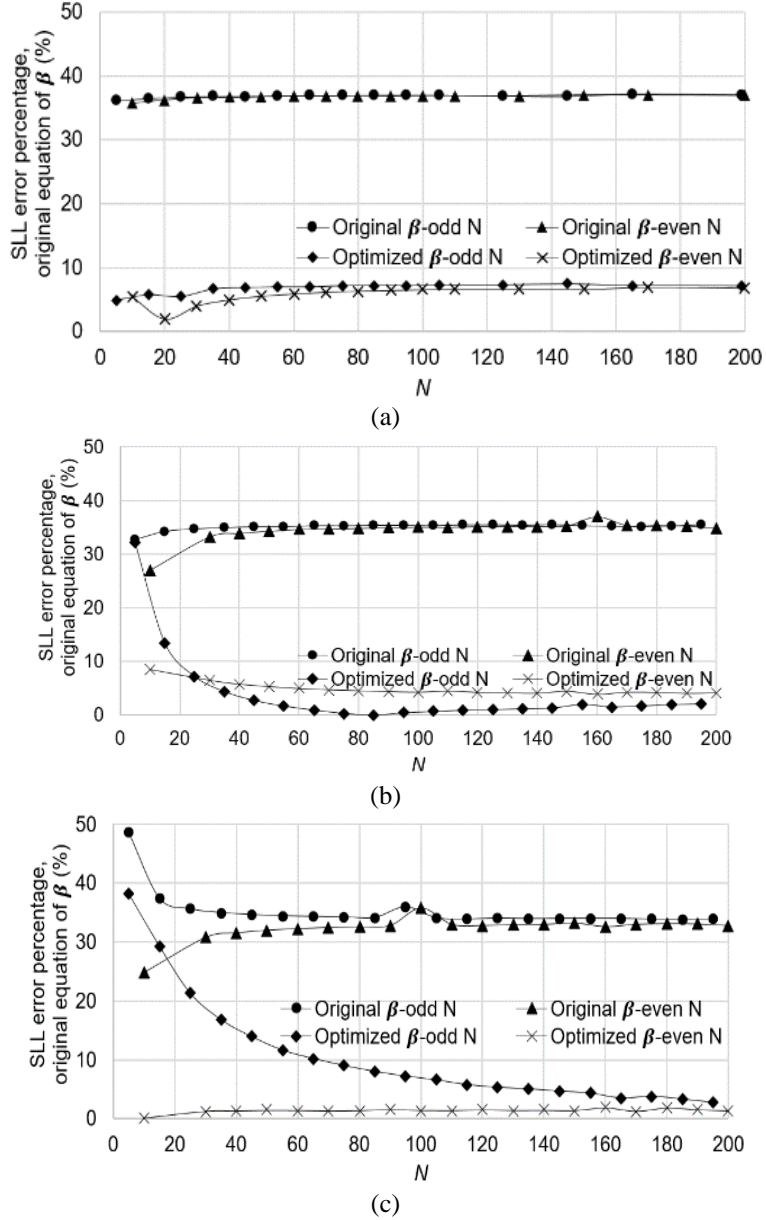 SLL error percentage,
original equation of β (%)
50
40
30
20
10
0
Original β-odd N
Original β-even N
Optimized β-odd N
Optimized β-even N
0 20 40 60 80 100 120 140 160 180 200
N
(a)
SLL error percentage,
original equation of β (%)
50
40
30
20
10
0
Original β-odd N
Original β-even N
Optimized β-odd N
Optimized β-even N
0 20 40 60 80 100 120 140 160 180 200
N
(b)
SLL error percentage,
original equation of β (%)
50
40
30
20
10
0
Original β-odd N
Original β-even N
Optimized β-odd N
Optimized β-even N
0 20 40 60 80 100 120 140 160 180 200
N
(c)